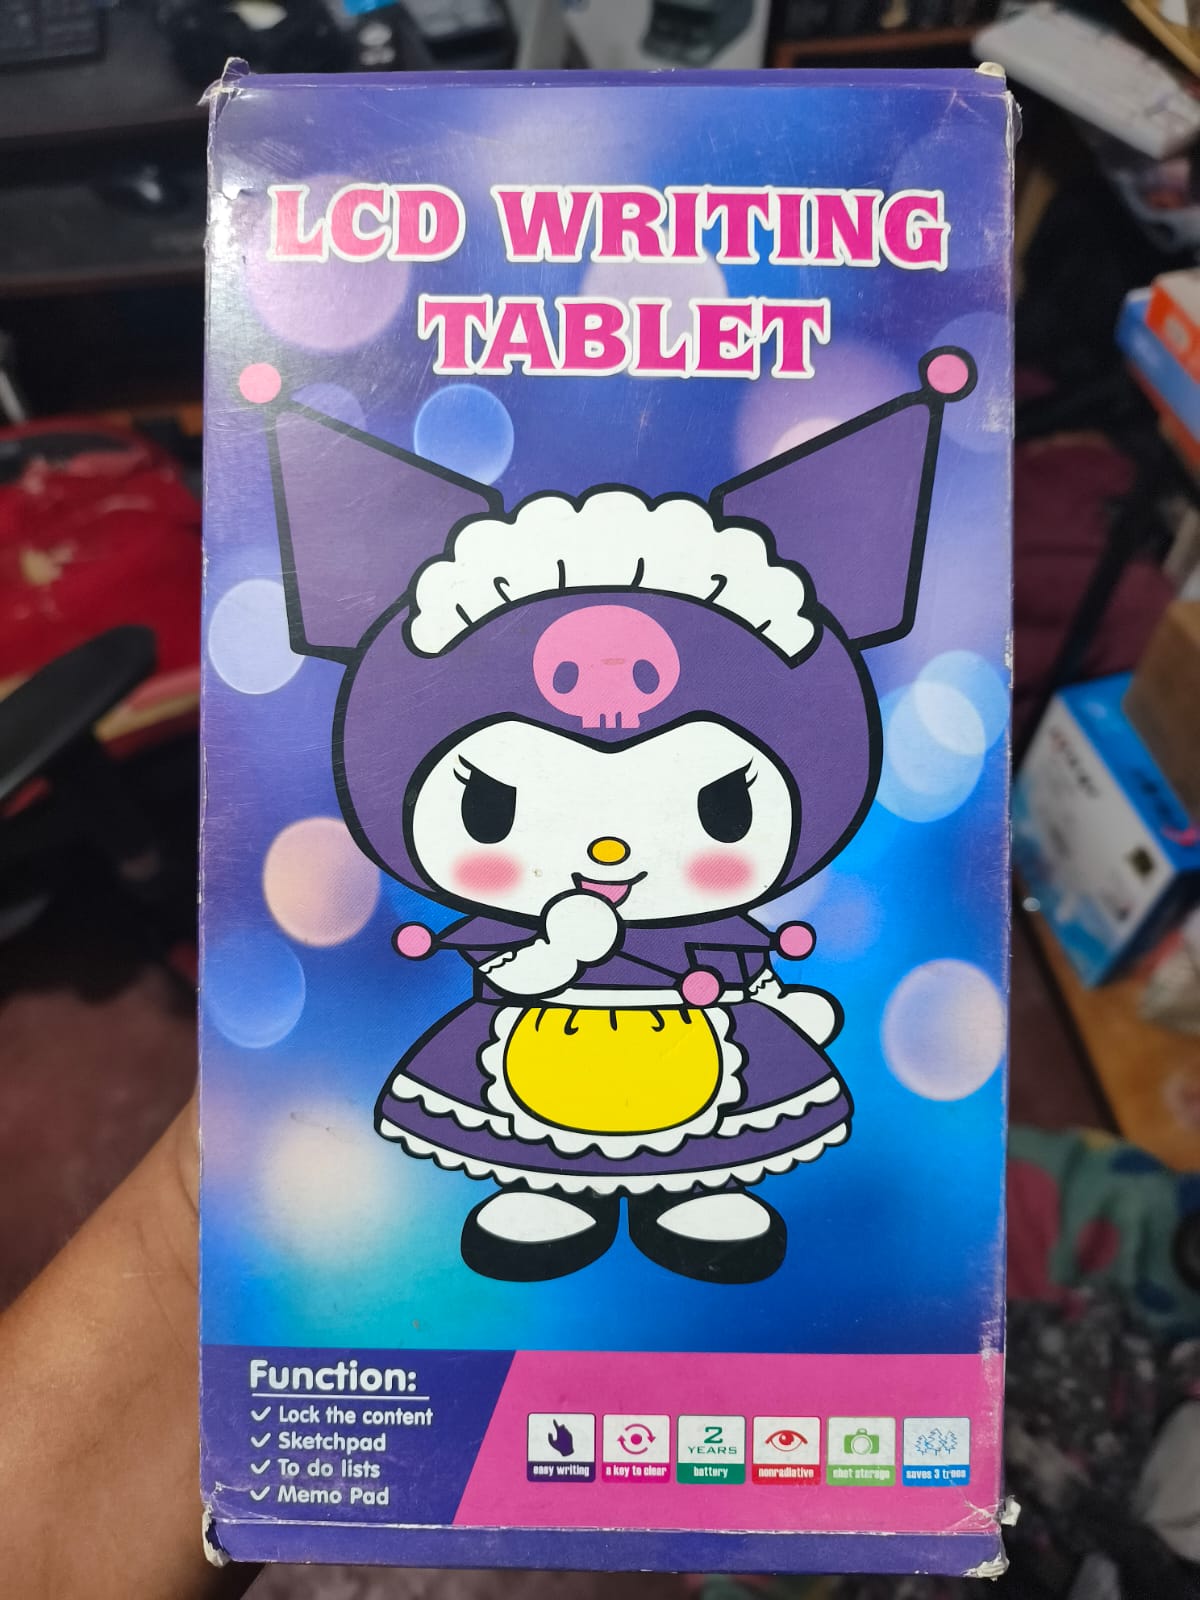 LCD WRITING
TABLET
Function:
Lock the content
Sketchpad
To do lists
Memo Pad
easy writing
a key to clear
2
YEARS
battery
nonradiative
shot storage
saves 3 trees